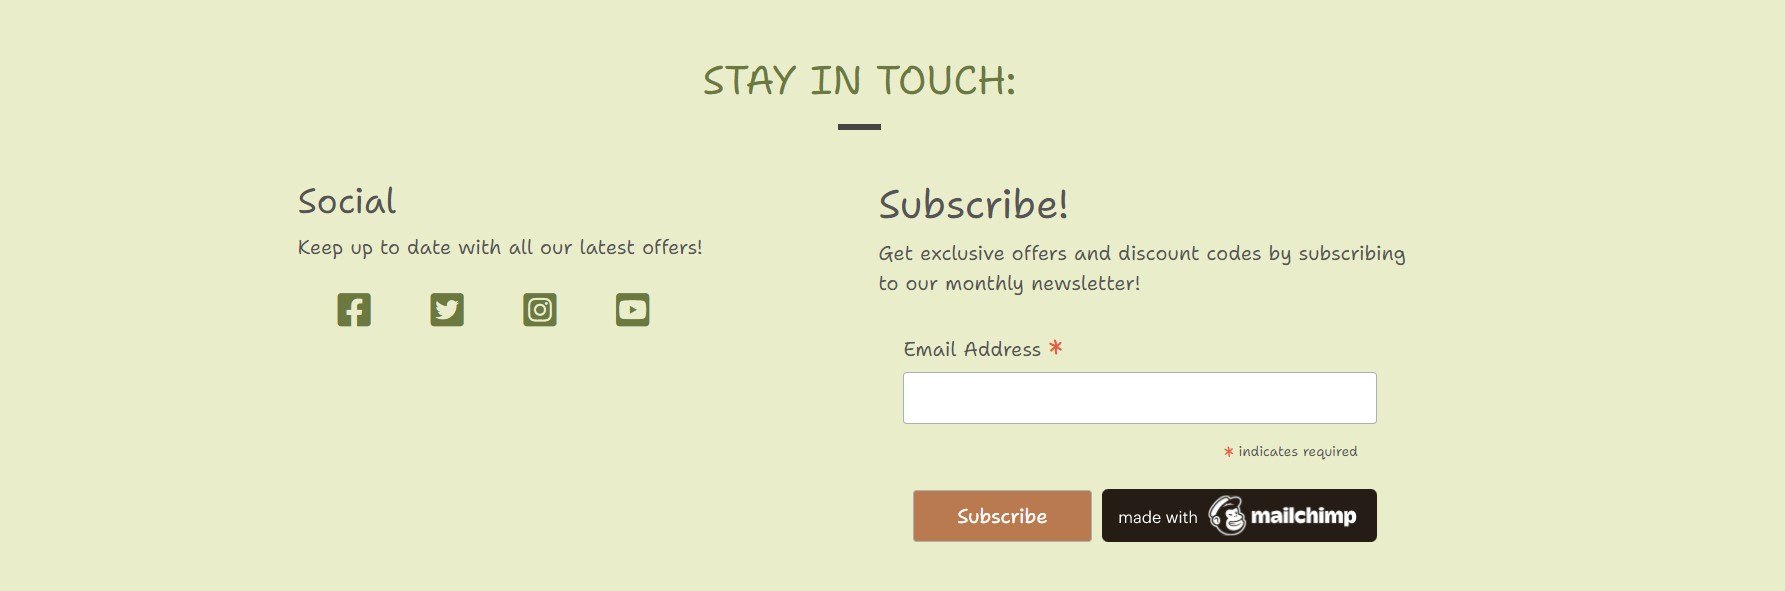 STAY IN TOUCH:
Social
Keep up to date with all our latest offers!
Subscribe!
Get exclusive offers and discount codes by subscribing
to our monthly newsletter!
Email Address *
* indicates required
Subscribe
made with mailchimp